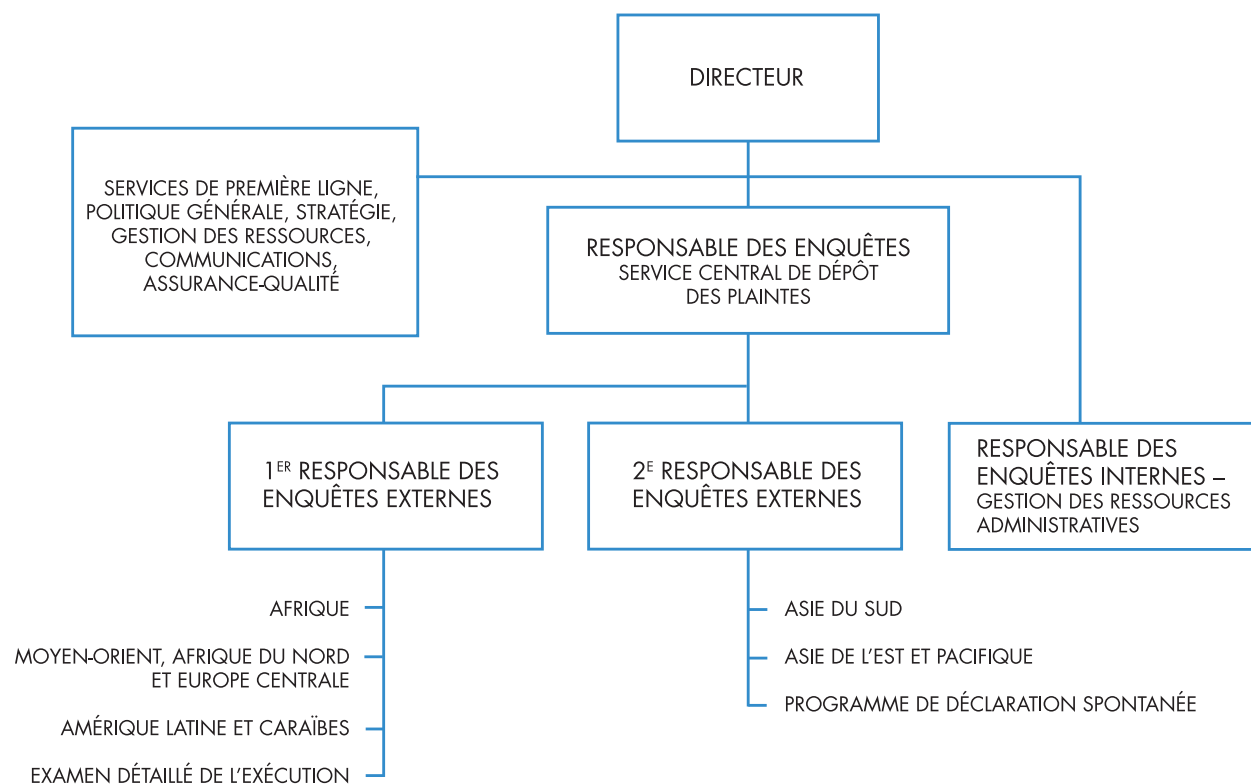 DIRECTEUR
SERVICES DE PREMIÈRE LIGNE,
POLITIQUE GÉNÉRALE, STRATÉGIE,
GESTION DES RESSOURCES,
COMMUNICATIONS,
ASSURANCE-QUALITÉ
RESPONSABLE DES ENQUÊTES
SERVICE CENTRAL DE DÉPÔT
DES PLAINTES
1ER RESPONSABLE DES
ENQUÊTES EXTERNES
2E RESPONSABLE DES
ENQUÊTES EXTERNES
RESPONSABLE DES
ENQUÊTES INTERNES –
GESTION DES RESSOURCES
ADMINISTRATIVES
AFRIQUE
MOYEN-ORIENT, AFRIQUE DU NORD
ET EUROPE CENTRALE
AMÉRIQUE LATINE ET CARAÏBES
EXAMEN DÉTAILLÉ DE L'EXÉCUTION
ASIE DU SUD
ASIE DE L'EST ET PACIFIQUE
PROGRAMME DE DÉCLARATION SPONTANÉE